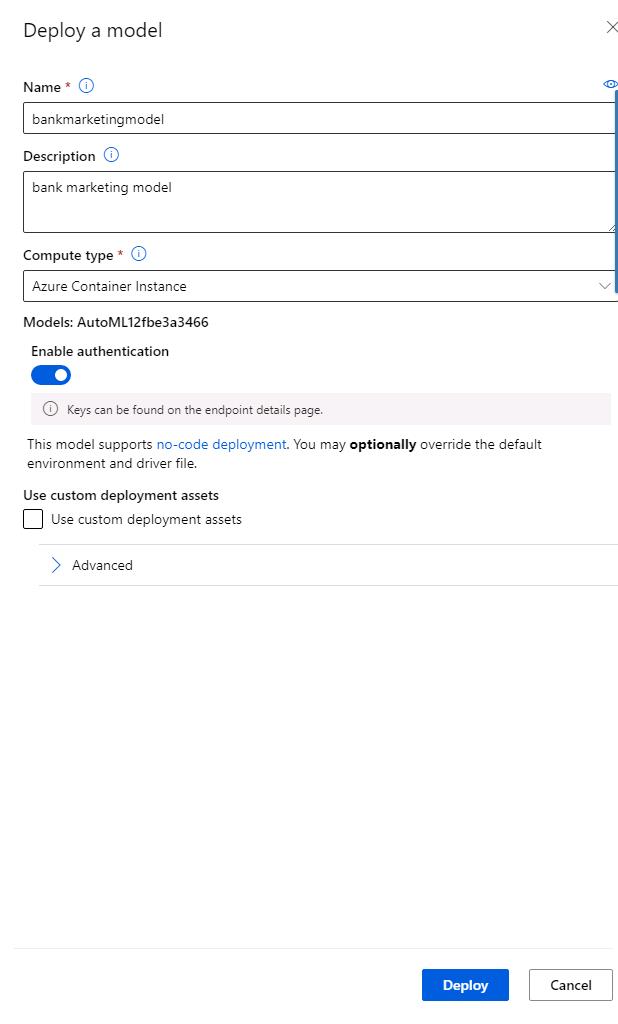 Deploy a model
Name *
bankmarketingmodel
Description
bank marketing model
Compute type *
Azure Container Instance
Models: AutoML12fbe3a3466
Enable authentication
Keys can be found on the endpoint details page.
This model supports no-code deployment. You may optionally override the default
environment and driver file.
Use custom deployment assets
Use custom deployment assets
Advanced
Deploy
Cancel